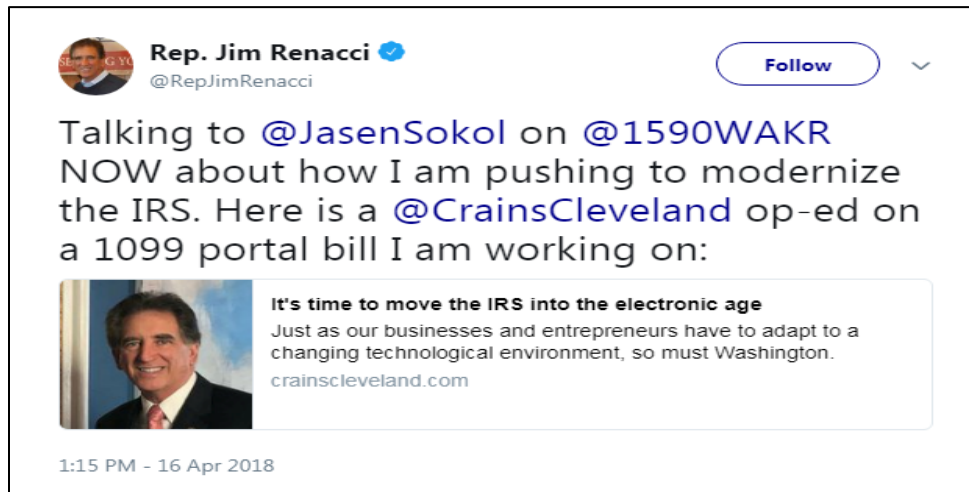 Rep. Jim Renacci
@RepJimRenacci
Follow
Talking to @JasenSokol on @1590WAKR
NOW about how I am pushing to modernize
the IRS. Here is a @CrainsCleveland op-ed on
a 1099 portal bill I am working on:
It's time to move the IRS into the electronic age
Just as our businesses and entrepreneurs have to adapt to a
changing technological environment, so must Washington.
crainscleveland.com
1:15 PM - 16 Apr 2018